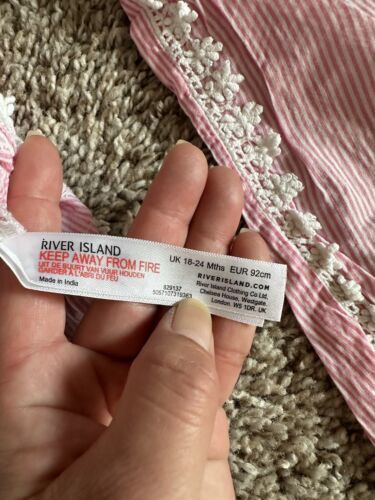 RIVER ISLAND
KEEP AWAY FROM FIRE
UIT DE BUURT VAN VUUR HOUDEN
GARDER À L'ABRI DU FEU
Made in India
UK 18-24 Mths EUR 92cm
RIVERISLAND.COM
River Island Clothing Co Ltd,
Chelsea House, Westgate
London. W5 1DR. UK
829137
5057107318363